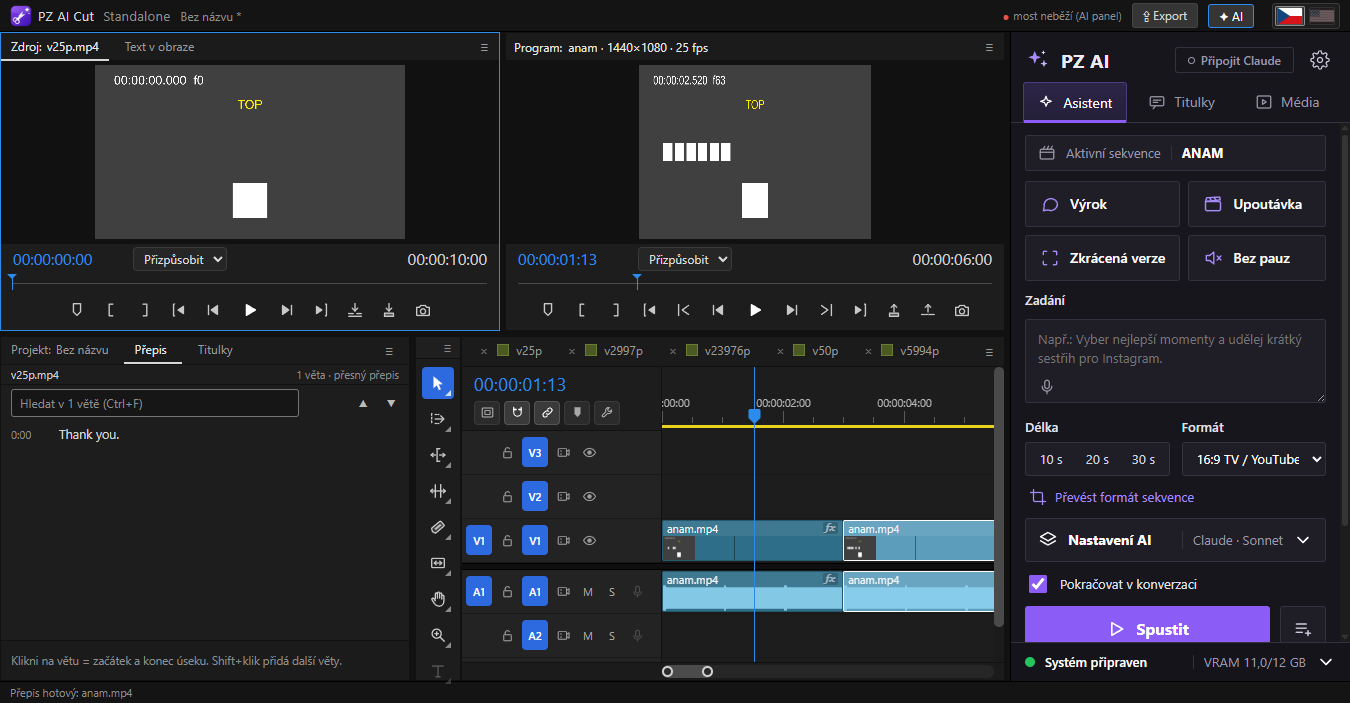 PZ AI Cut Standalone Bez názvu *
most neběží (AI panel)
Export
AI
Zdroj: v25p.mp4 Text v obraze
00:00:00.000 f0
TOP
00:00:00:00 Přizpůsobit 00:00:10:00
Program: anam · 1440×1080 · 25 fps
00:00:02.520 f63
TOP
00:00:01:13 Přizpůsobit 00:00:06:00
Projekt: Bez názvu Přepis Titulky
v25p.mp4 1 věta · přesný přepis
Hledat v 1 větě (Ctrl+F)
0:00 Thank you.
Klikni na větu = začátek a konec úseku. Shift+klik přidá další věty.
× v25p × v2997p × v23976p × v50p × v5994p
00:00:01:13
:00:00 00:00:02:00 00:00:04:00
V3
V2
V1 V1
anam.mp4 fx anam.mp4
A1 A1 M S
anam.mp4 fx anam.mp4
A2 M S
PZ AI
Připojit Claude
Asistent Titulky Média
Aktivní sekvence ANAM
Výrok Upoutávka
Zkrácená verze Bez pauz
Zadání
Např.: Vyber nejlepší momenty a udělej krátký
sestřih pro Instagram.
Délka Formát
10 s 20 s 30 s 16:9 TV / YouTube
Převést formát sekvence
Nastavení AI Claude · Sonnet
Pokračovat v konverzaci
Spustit
Systém připraven VRAM 11,0/12 GB
Přepis hotový: anam.mp4